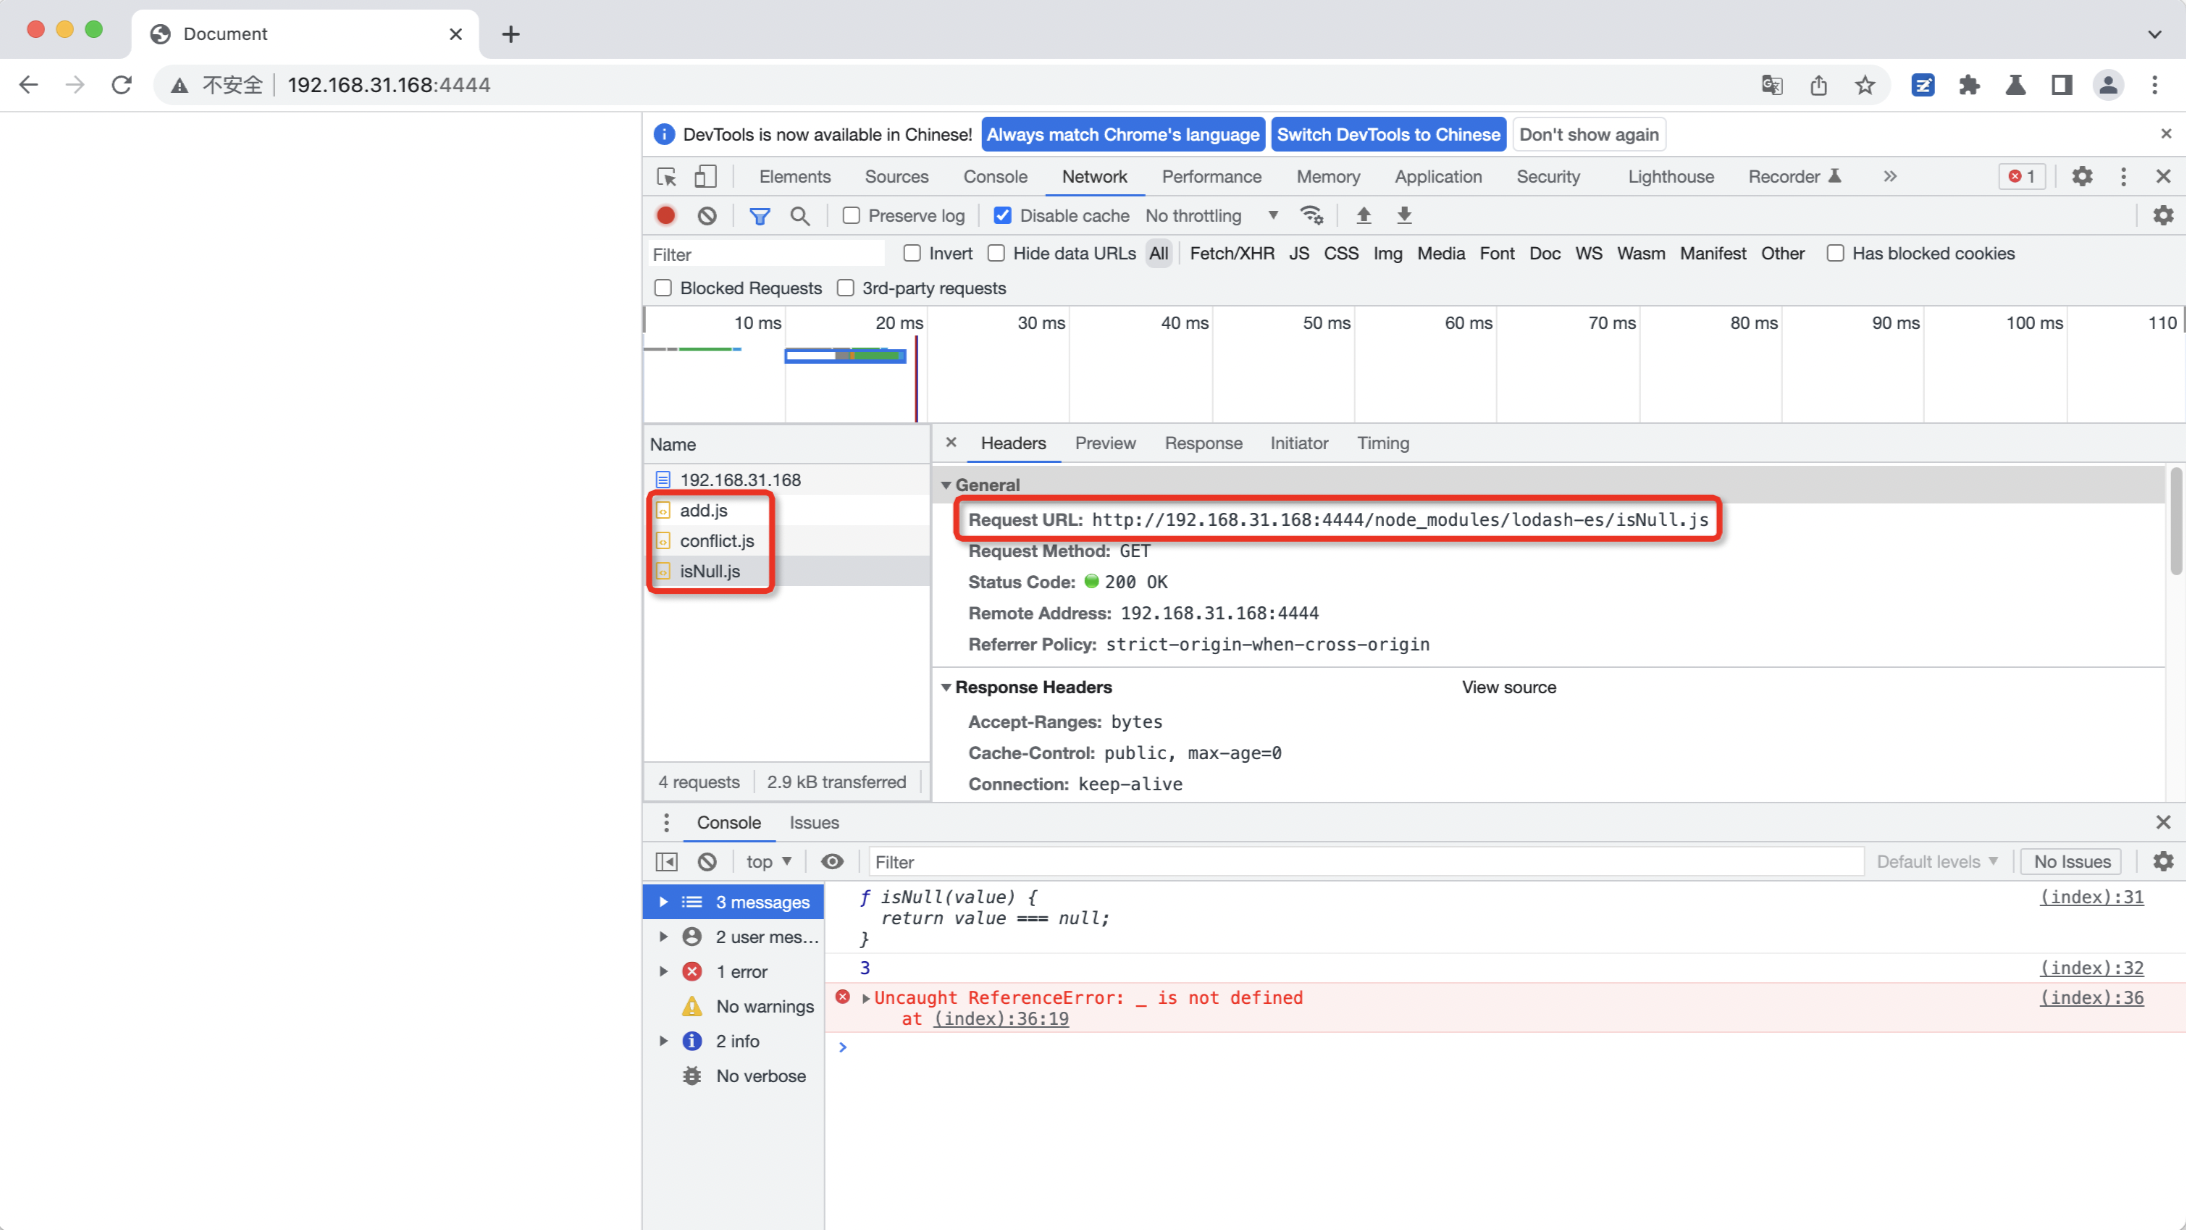 Document
不安全 192.168.31.168:4444
DevTools is now available in Chinese! Always match Chrome's language Switch DevTools to Chinese Don't show again
Elements Sources Console Network Performance Memory Application Security Lighthouse Recorder 1
Preserve log Disable cache No throttling
Filter Invert Hide data URLs All Fetch/XHR JS CSS Img Media Font Doc WS Wasm Manifest Other Has blocked cookies
Blocked Requests 3rd-party requests
10 ms 20 ms 30 ms 40 ms 50 ms 60 ms 70 ms 80 ms 90 ms 100 ms 110
Name
192.168.31.168
add.js
conflict.js
isNull.js
4 requests 2.9 kB transferred
Headers Preview Response Initiator Timing
General
Request URL: http://192.168.31.168:4444/node_modules/lodash-es/isNull.js
Request Method: GET
Status Code: 200 OK
Remote Address: 192.168.31.168:4444
Referrer Policy: strict-origin-when-cross-origin
Response Headers View source
Accept-Ranges: bytes
Cache-Control: public, max-age=0
Connection: keep-alive
Console Issues
top Filter Default levels No Issues
3 messages
2 user mes…
1 error
No warnings
2 info
No verbose
ƒ isNull(value) { (index):31
return value === null;
}
3 (index):32
Uncaught ReferenceError: _ is not defined (index):36
at (index):36:19